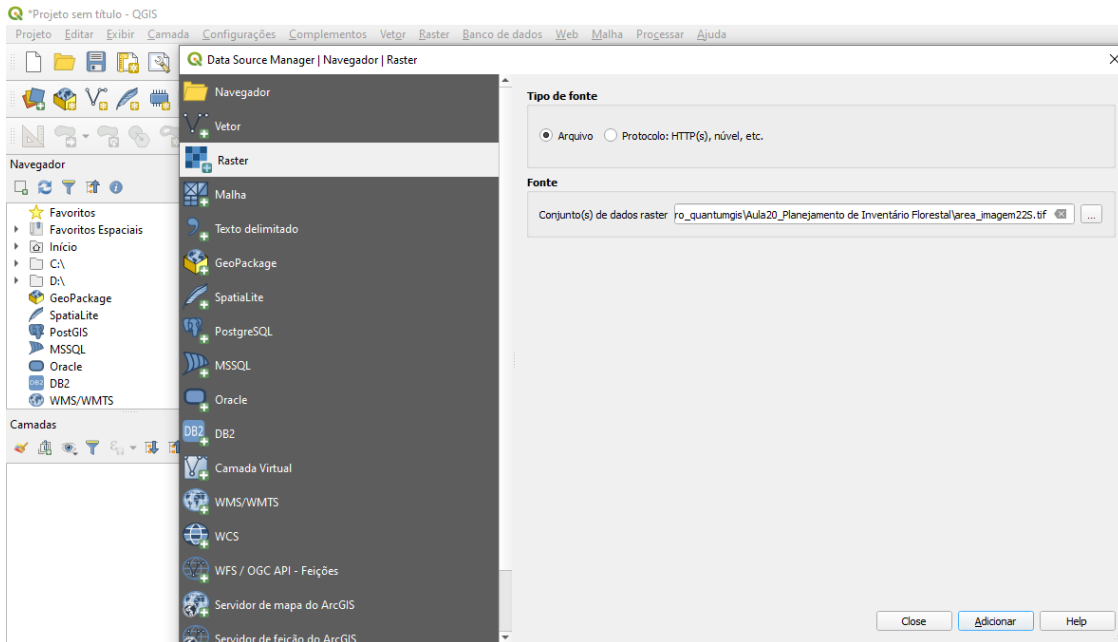 *Projeto sem título - QGIS
Projeto Editar Exibir Camada Configurações Complementos Vetor Raster Banco de dados Web Malha Processar Ajuda
Data Source Manager | Navegador | Raster
Navegador
Favoritos
Favoritos Espaciais
Início
C:\
D:\
GeoPackage
SpatiaLite
PostGIS
MSSQL
Oracle
DB2
DB2
WMS/WMTS
Camadas
Navegador
Vetor
Raster
Malha
Texto delimitado
GeoPackage
SpatiaLite
PostgreSQL
MSSQL
Oracle
DB2
DB2
Camada Virtual
WMS/WMTS
WCS
WFS / OGC API - Feições
Servidor de mapa do ArcGIS
Servidor de feição do ArcGIS
Tipo de fonte
Arquivo Protocolo: HTTP(s), núvel, etc.
Fonte
Conjunto(s) de dados raster ro_quantumgis\Aula20_Planejamento de Inventário Florestal\area_imagem22S.tif ...
Close Adicionar Help